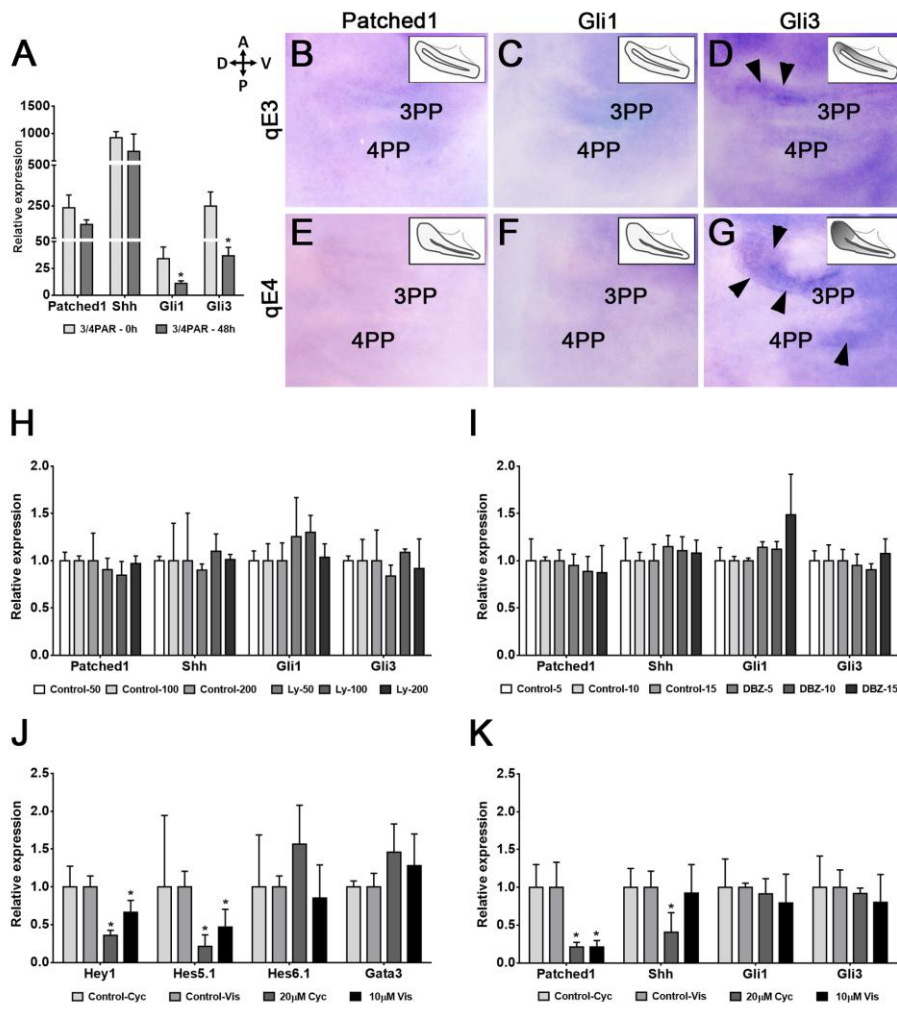 Patched1 Gli1 Gli3
A
A
D V
P
B C D
Relative expression
1500
1000
500
250
50
25
0
Patched1 Shh Gli1 Gli3
* *
3/4PAR - 0h 3/4PAR - 48h
qE3
3PP 3PP 3PP
4PP 4PP 4PP
qE4
E F G
3PP 3PP 3PP
4PP 4PP 4PP
H
Relative expression
2.0
1.5
1.0
0.5
0.0
Patched1 Shh Gli1 Gli3
Control-50 Control-100 Control-200 Ly-50 Ly-100 Ly-200
I
Relative expression
2.0
1.5
1.0
0.5
0.0
Patched1 Shh Gli1 Gli3
Control-5 Control-10 Control-15 DBZ-5 DBZ-10 DBZ-15
J
Relative expression
2.5
2.0
1.5
1.0
0.5
0.0
* * * *
Hey1 Hes5.1 Hes6.1 Gata3
Control-Cyc Control-Vis 20µM Cyc 10µM Vis
K
Relative expression
2.5
2.0
1.5
1.0
0.5
0.0
* * *
Patched1 Shh Gli1 Gli3
Control-Cyc Control-Vis 20µM Cyc 10µM Vis